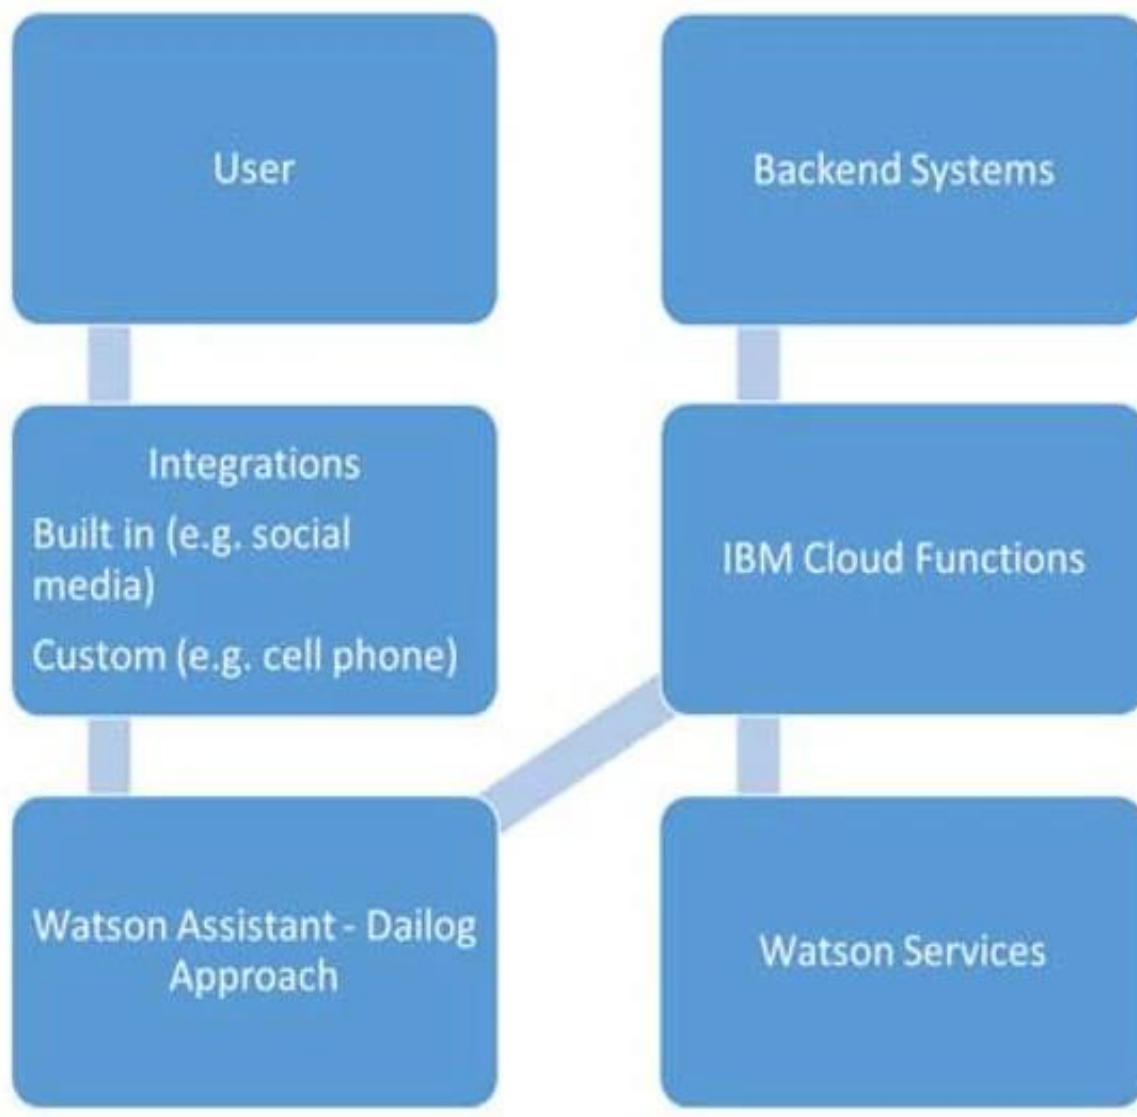 User
Integrations
Built in (e.g. social
media)
Custom (e.g. cell phone)
Watson Assistant - Dailog
Approach
Backend Systems
IBM Cloud Functions
Watson Services